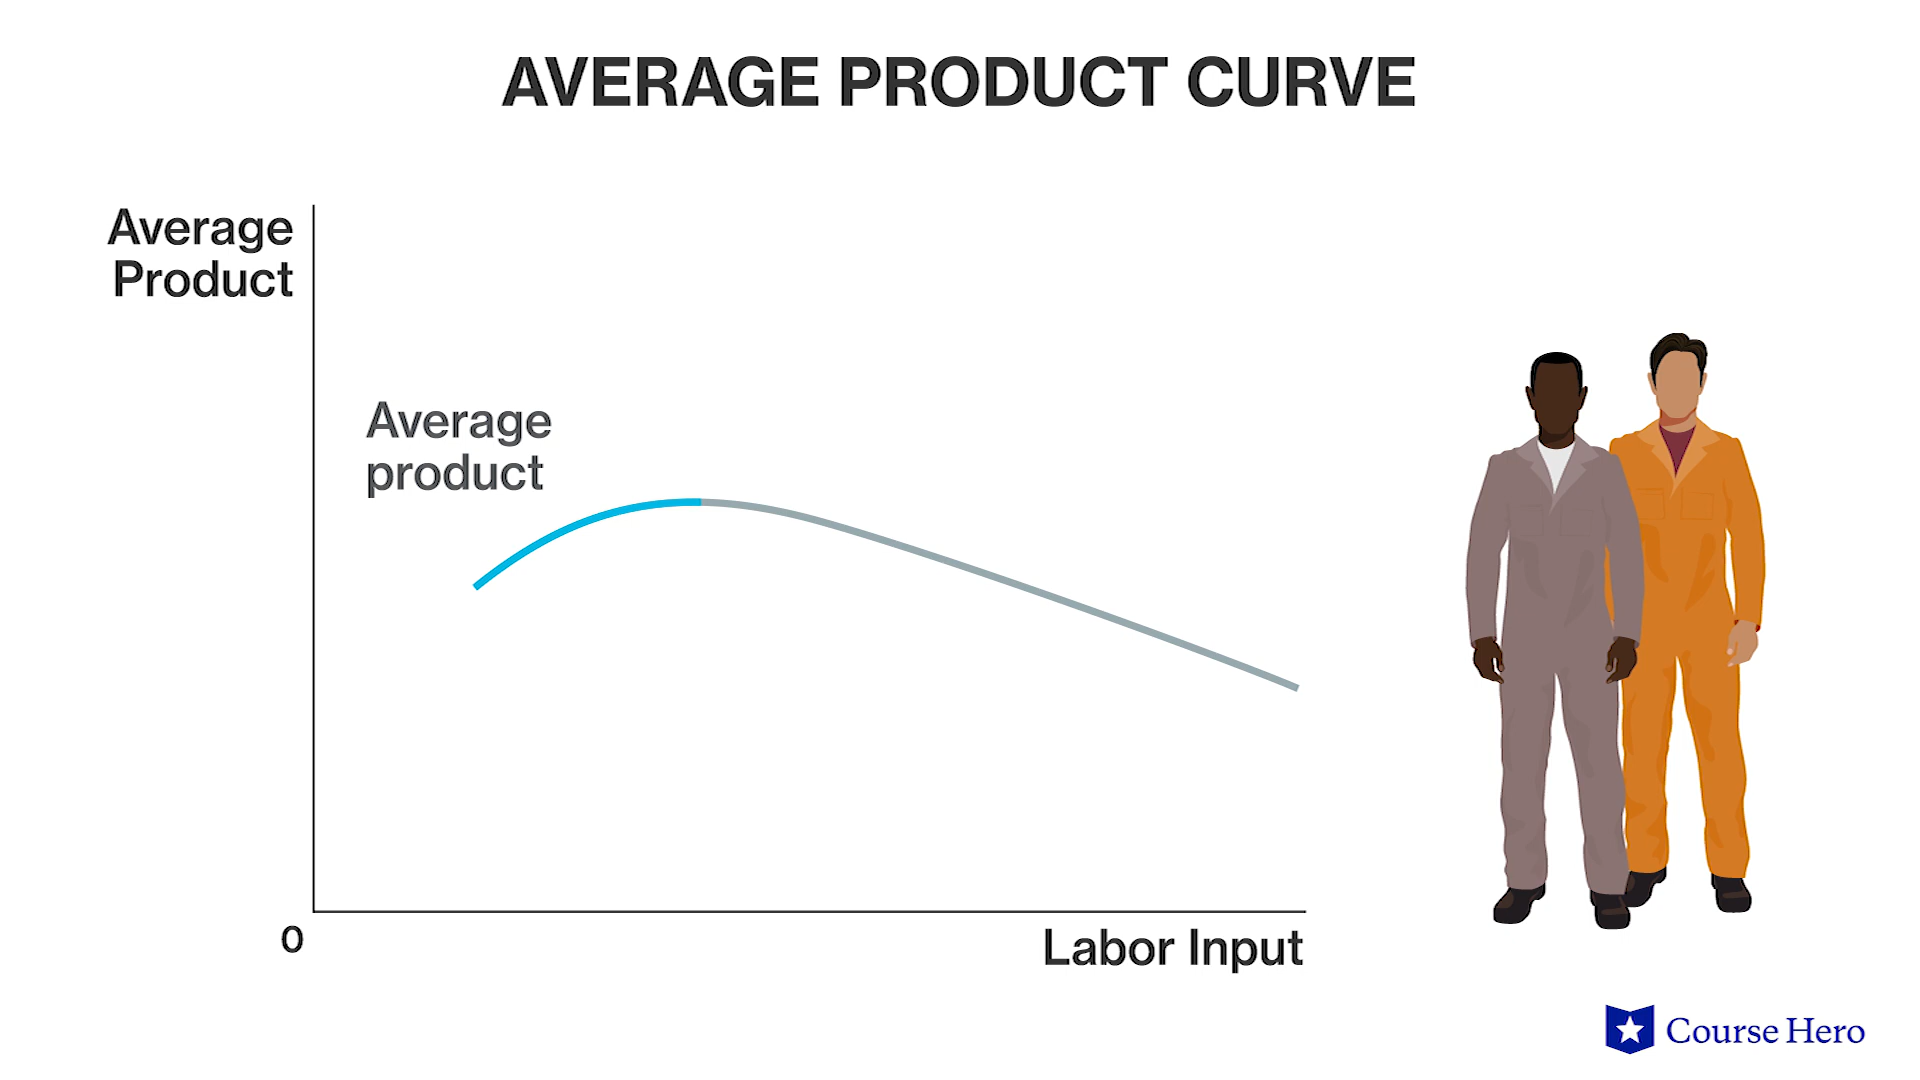 AVERAGE PRODUCT CURVE
Average
Product
Average
product
0
Labor Input
Course Hero